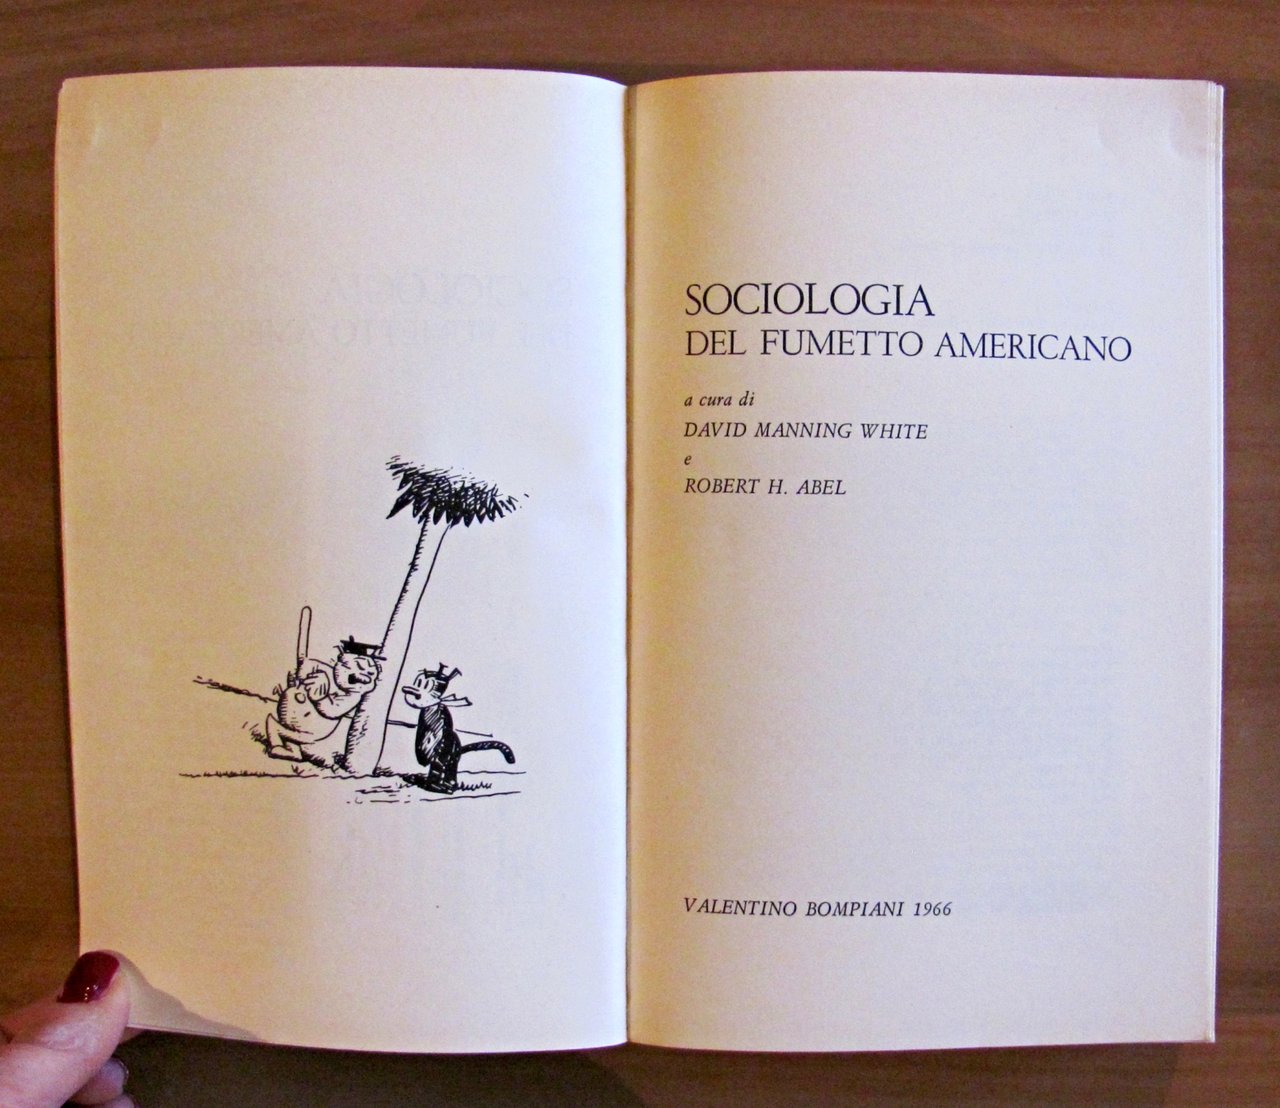 SOCIOLOGIA
DEL FUMETTO AMERICANO
a cura di
DAVID MANNING WHITE
e
ROBERT H. ABEL
VALENTINO BOMPIANI 1966